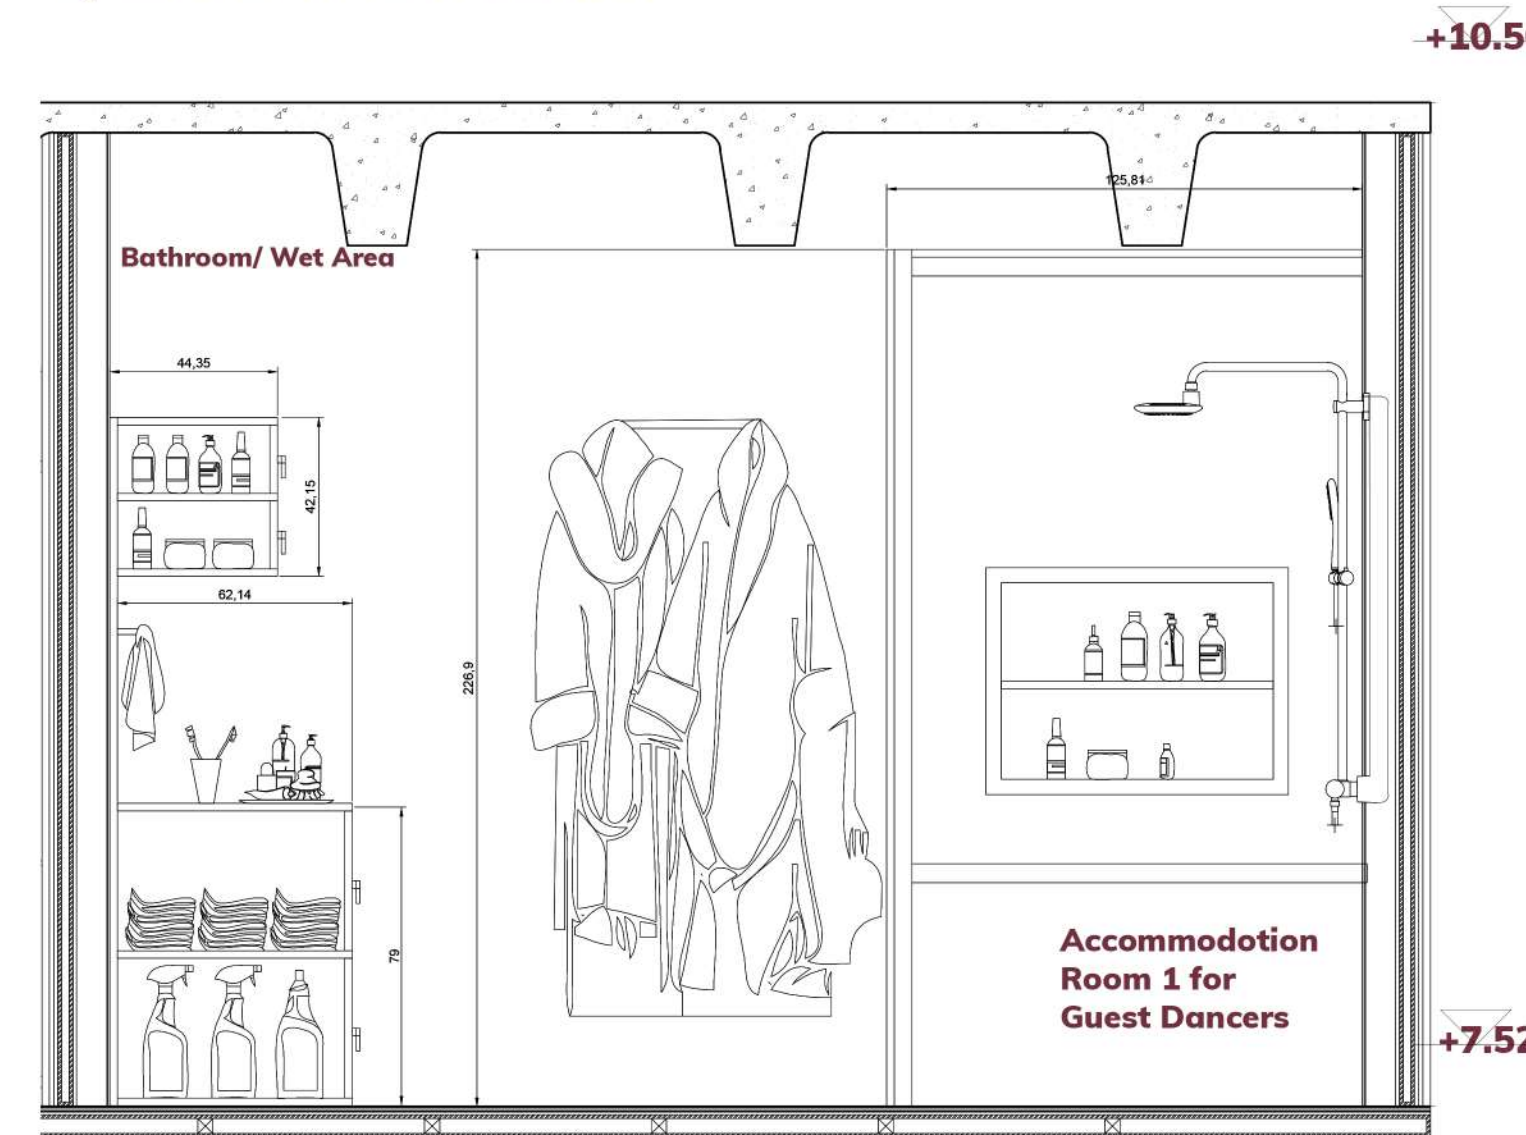 +10.5
125,81
Bathroom/ Wet Area
44,35
42,15
62,14
226,9
79
Accommodotion
Room 1 for
Guest Dancers
+7.52